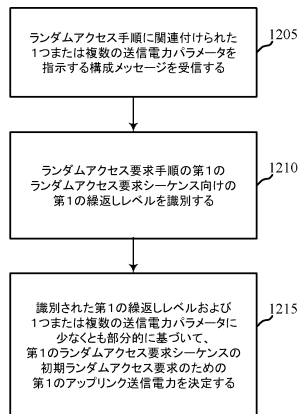 ランダムアクセス手順に関連付けられた
1つまたは複数の送信電力パラメータを
指示する構成メッセージを受信する
1205
ランダムアクセス要求手順の第1の
ランダムアクセス要求シーケンス向けの
第1の繰返しレベルを識別する
1210
識別された第1の繰返しレベルおよび
1つまたは複数の送信電力パラメータに
少なくとも部分的に基づいて、
第1のランダムアクセス要求シーケンスの
初期ランダムアクセス要求のための
第1のアップリンク送信電力を決定する
1215